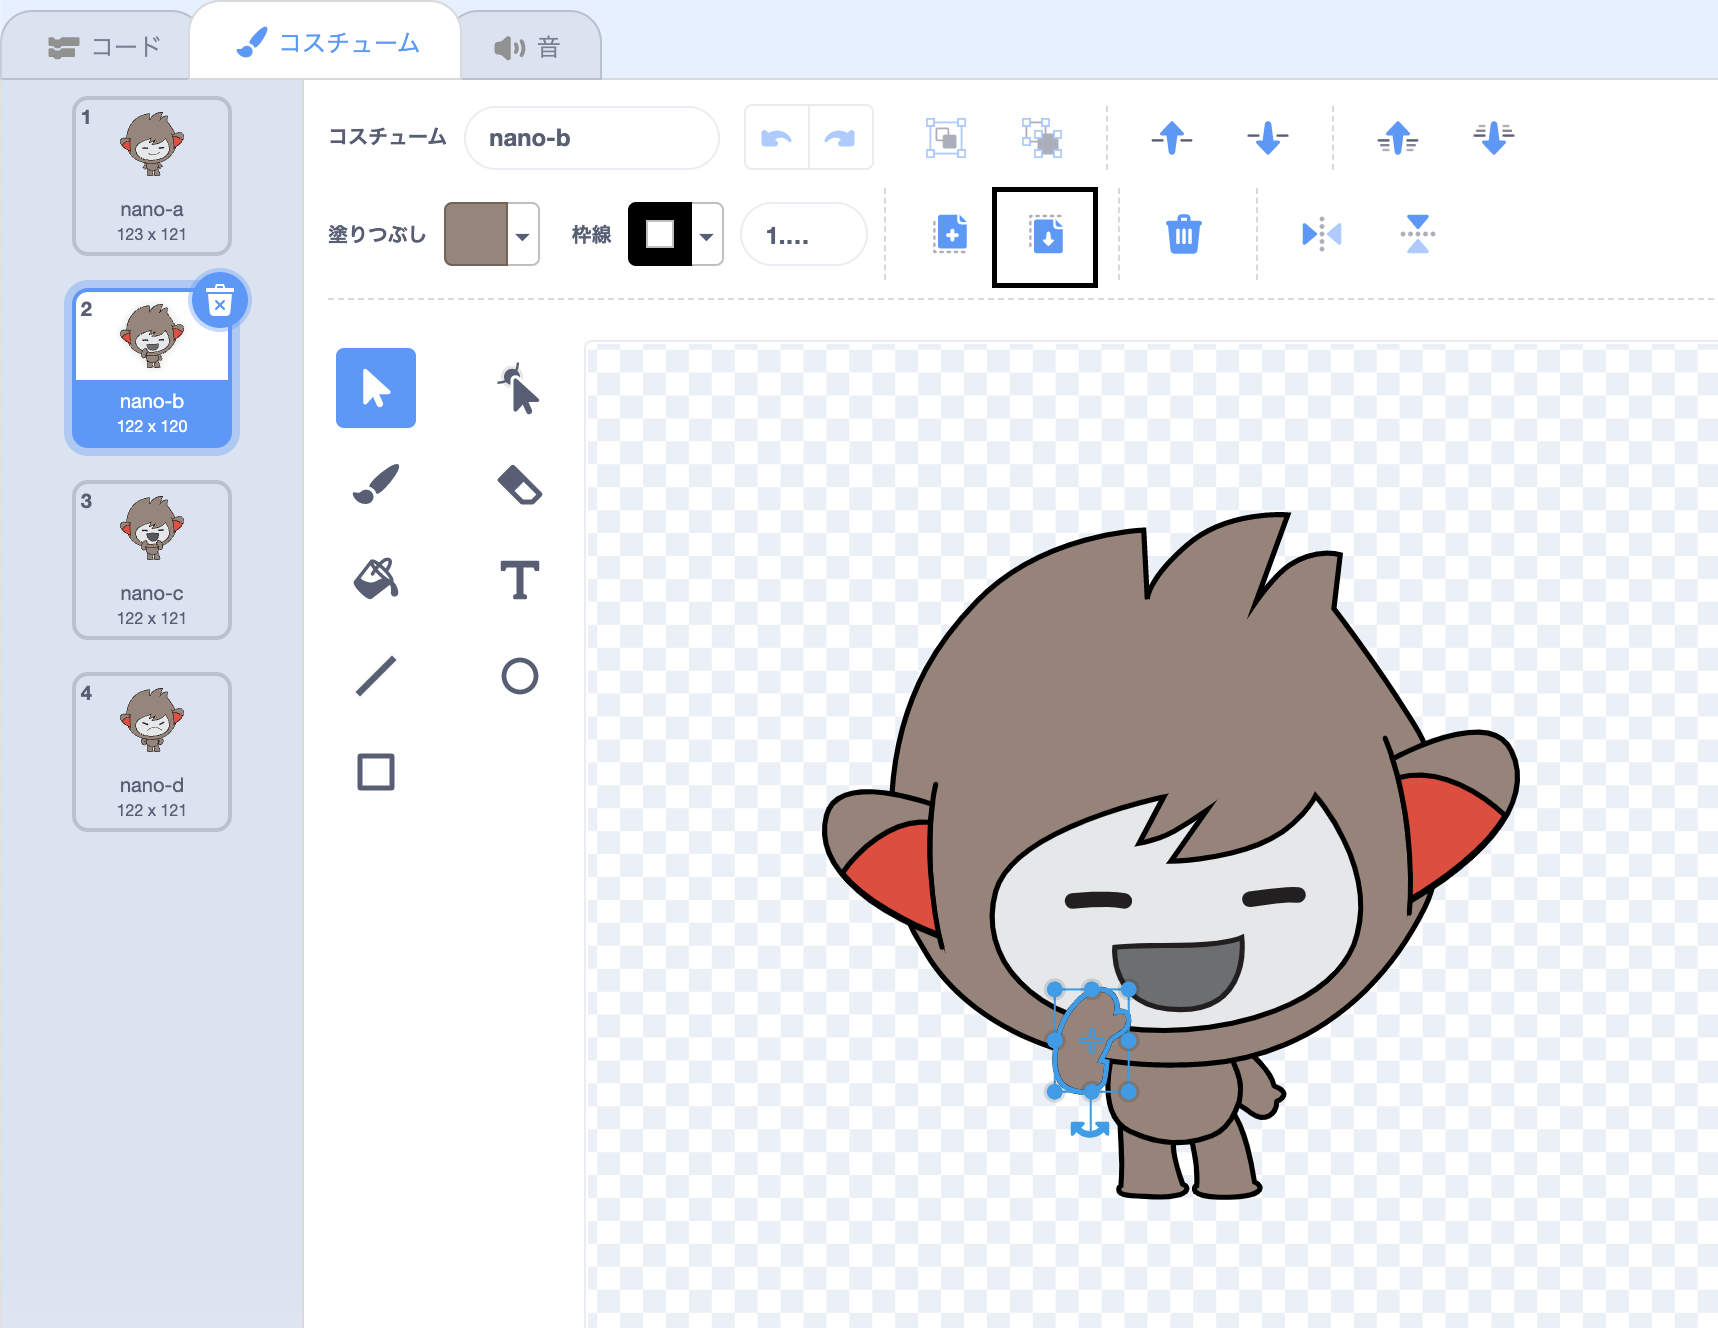 コード
コスチューム
音
1
nano-a
123 x 121
2
nano-b
122 x 120
3
nano-c
122 x 121
4
nano-d
122 x 121
コスチューム
nano-b
塗りつぶし
枠線
1....
T